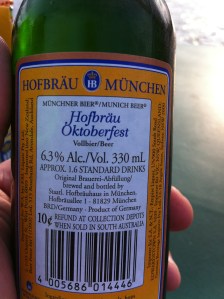 HOFBRÄU HB MÜNCHEN
MÜNCHNER BIER®/MUNICH BEER®
Hofbräu
Oktoberfest
Vollbier/Beer
6.3% Alc./Vol. 330 mL
APPROX. 1.6 STANDARD DRINKS
Original Brauerei-Abfüllung/
brewed and bottled by
Staatl. Hofbräuhaus in München,
Hofbräuallee 1 - 81829 München
BRD/Germany - Product of Germany
10¢ REFUND AT COLLECTION DEPOTS
WHEN SOLD IN SOUTH AUSTRALIA
4 005686 014446